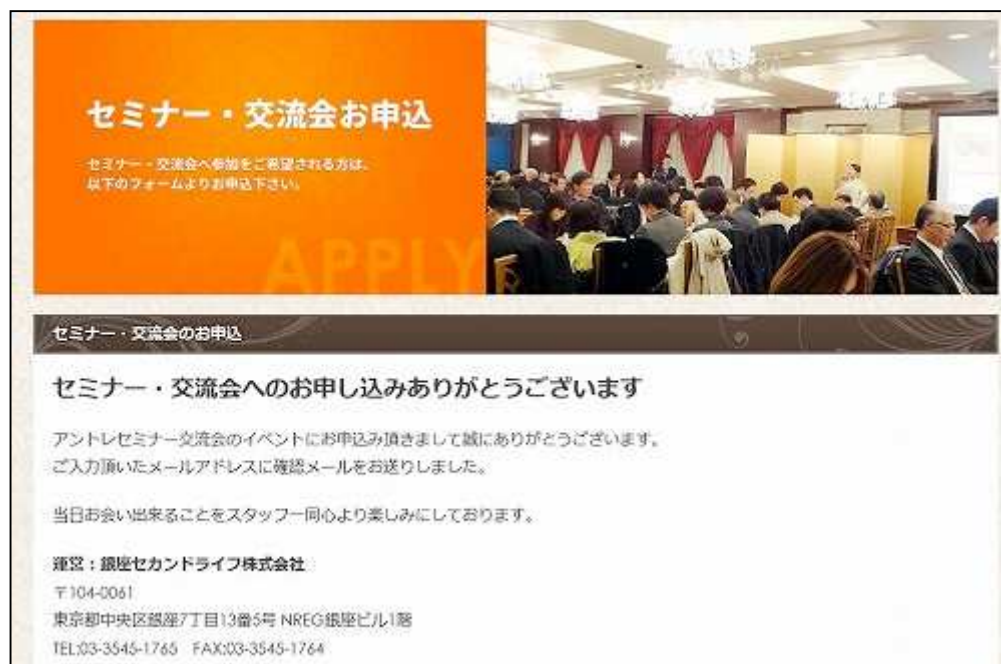 セミナー・交流会お申込
セミナー・交流会へ参加をご希望される方は、
以下のフォームよりお申込下さい。
APPLY
セミナー・交流会のお申込
セミナー・交流会へのお申し込みありがとうございます
アントレセミナー交流会のイベントにお申込み頂きまして誠にありがとうございます。
ご入力頂いたメールアドレスに確認メールをお送りしました。
当日お会い出来ることをスタッフ一同心より楽しみにしております。
運営：銀座セカンドライフ株式会社
〒104-0061
東京都中央区銀座7丁目13番5号 NREG銀座ビル1階
TEL:03-3545-1765 FAX:03-3545-1764